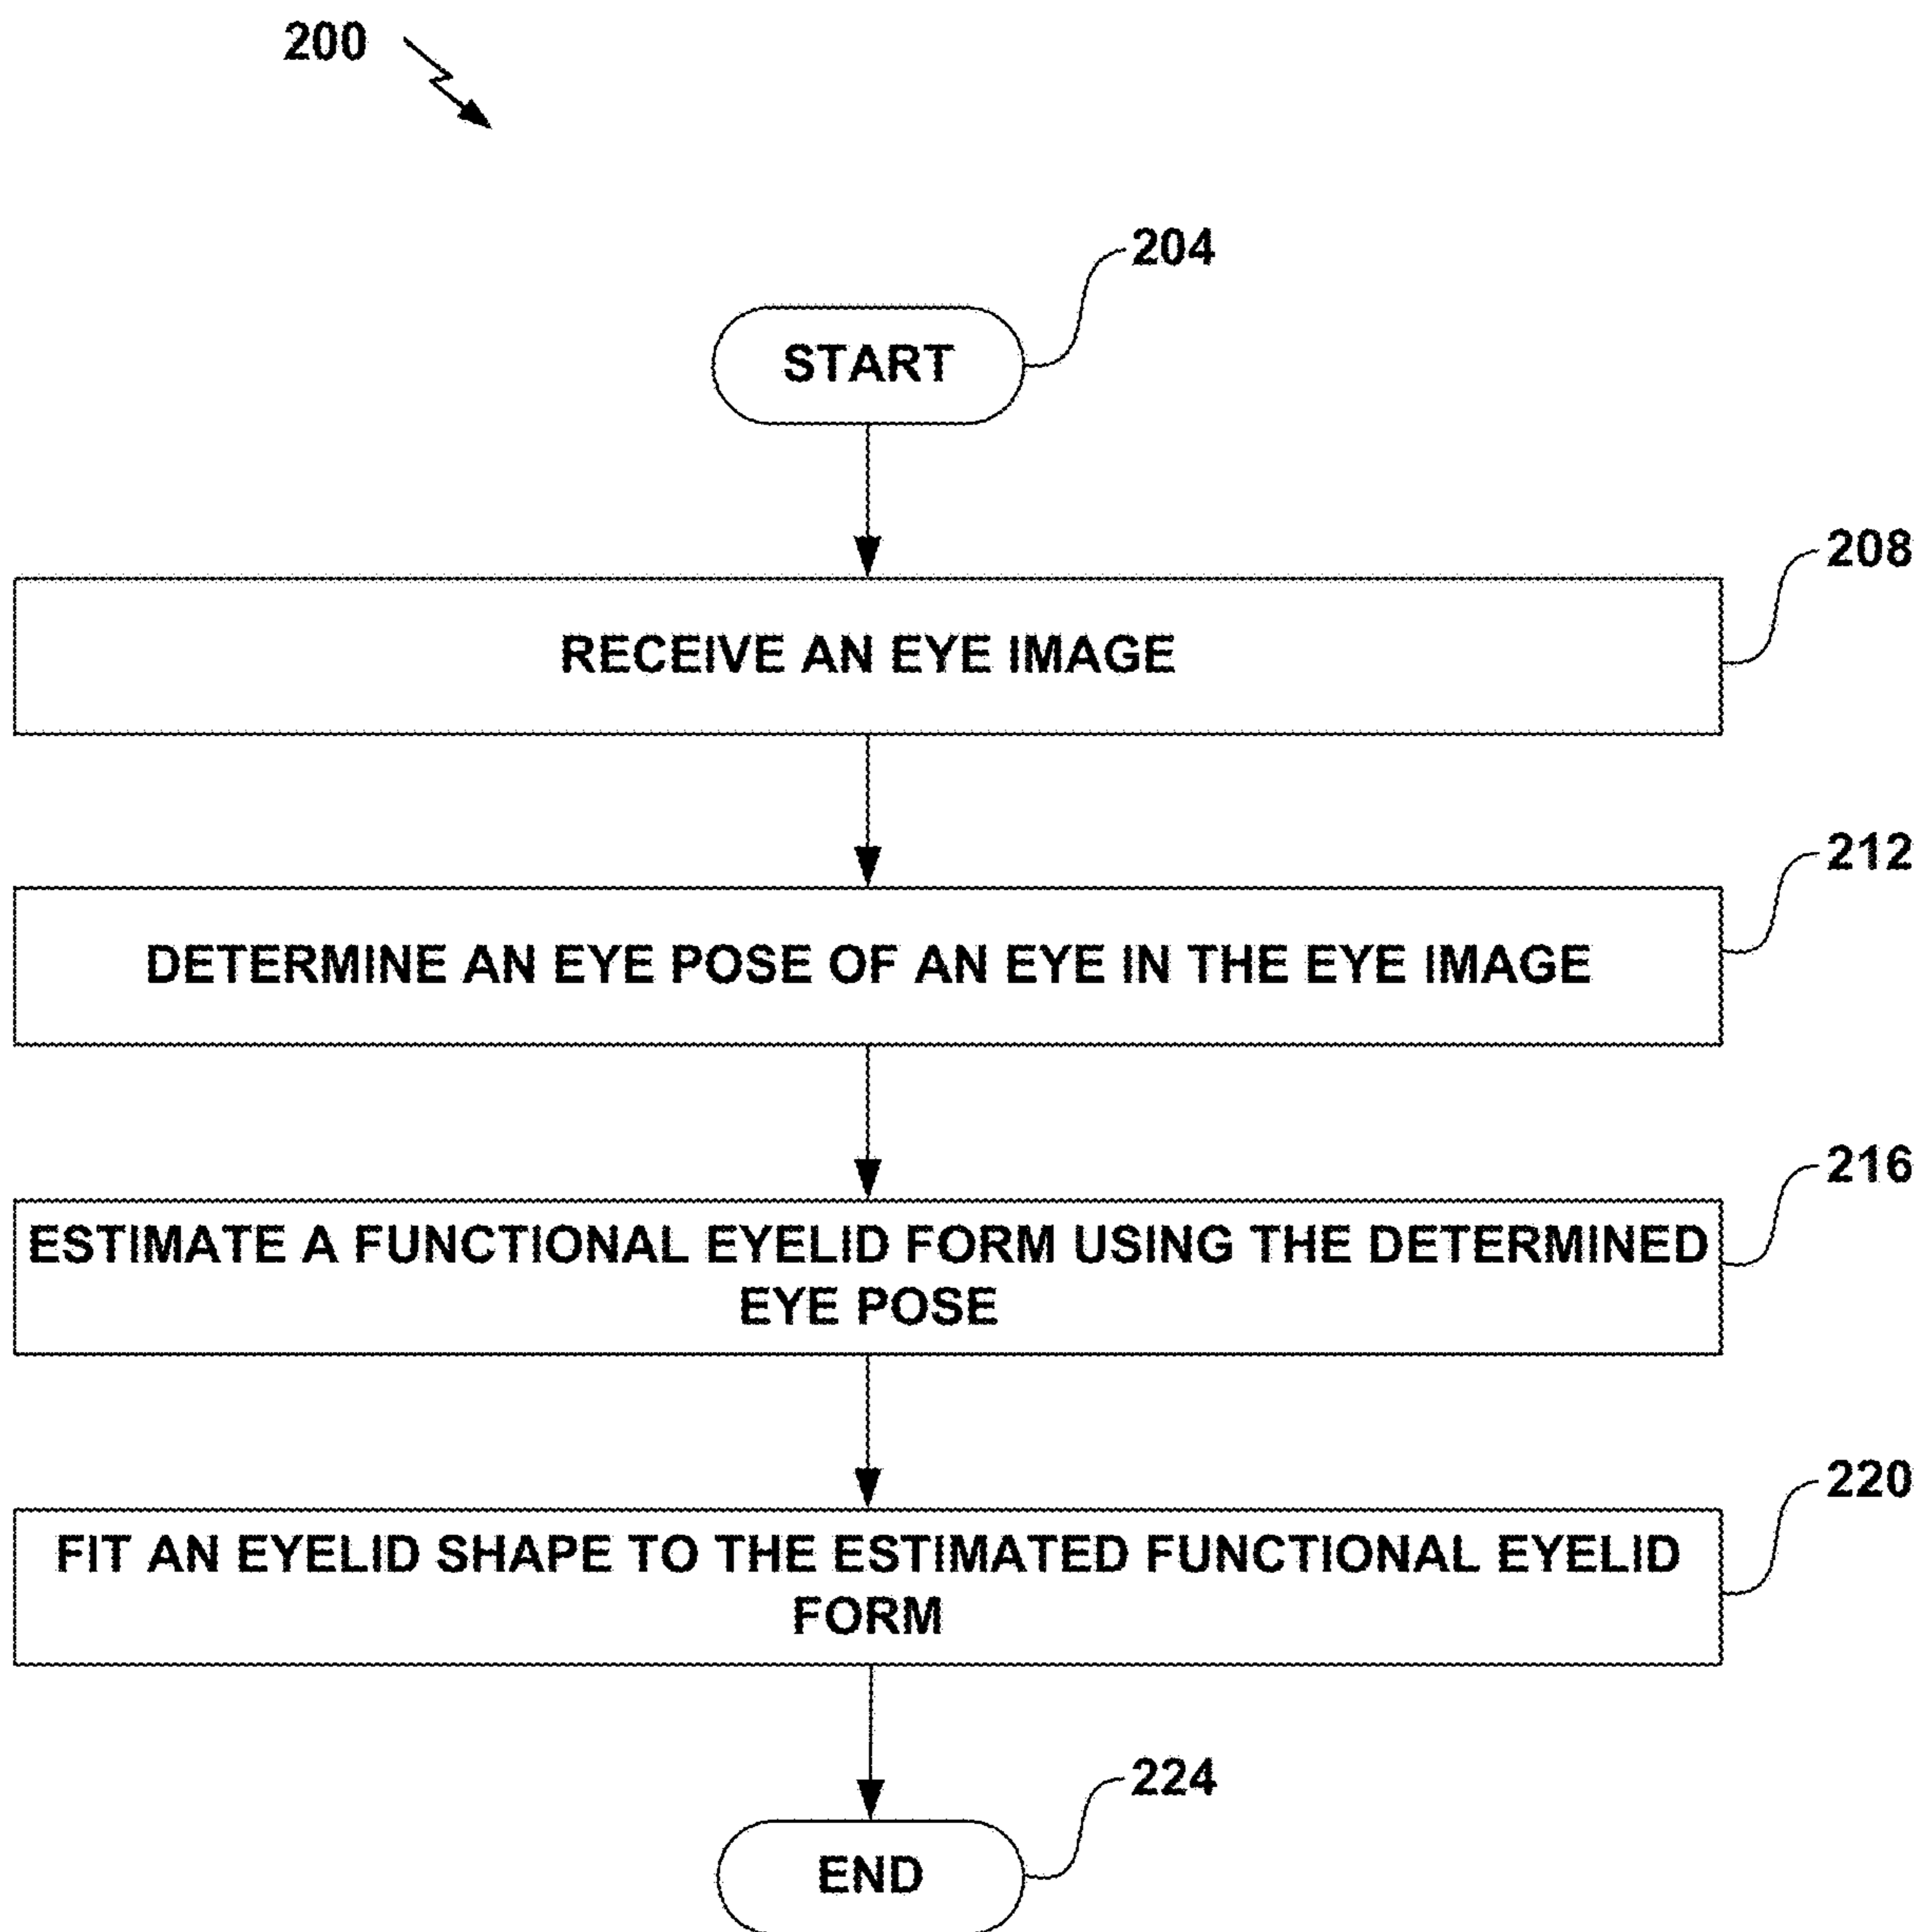 200
204
START
208
RECEIVE AN EYE IMAGE
212
DETERMINE AN EYE POSE OF AN EYE IN THE EYE IMAGE
216
ESTIMATE A FUNCTIONAL EYELID FORM USING THE DETERMINED
EYE POSE
220
FIT AN EYELID SHAPE TO THE ESTIMATED FUNCTIONAL EYELID
FORM
224
END